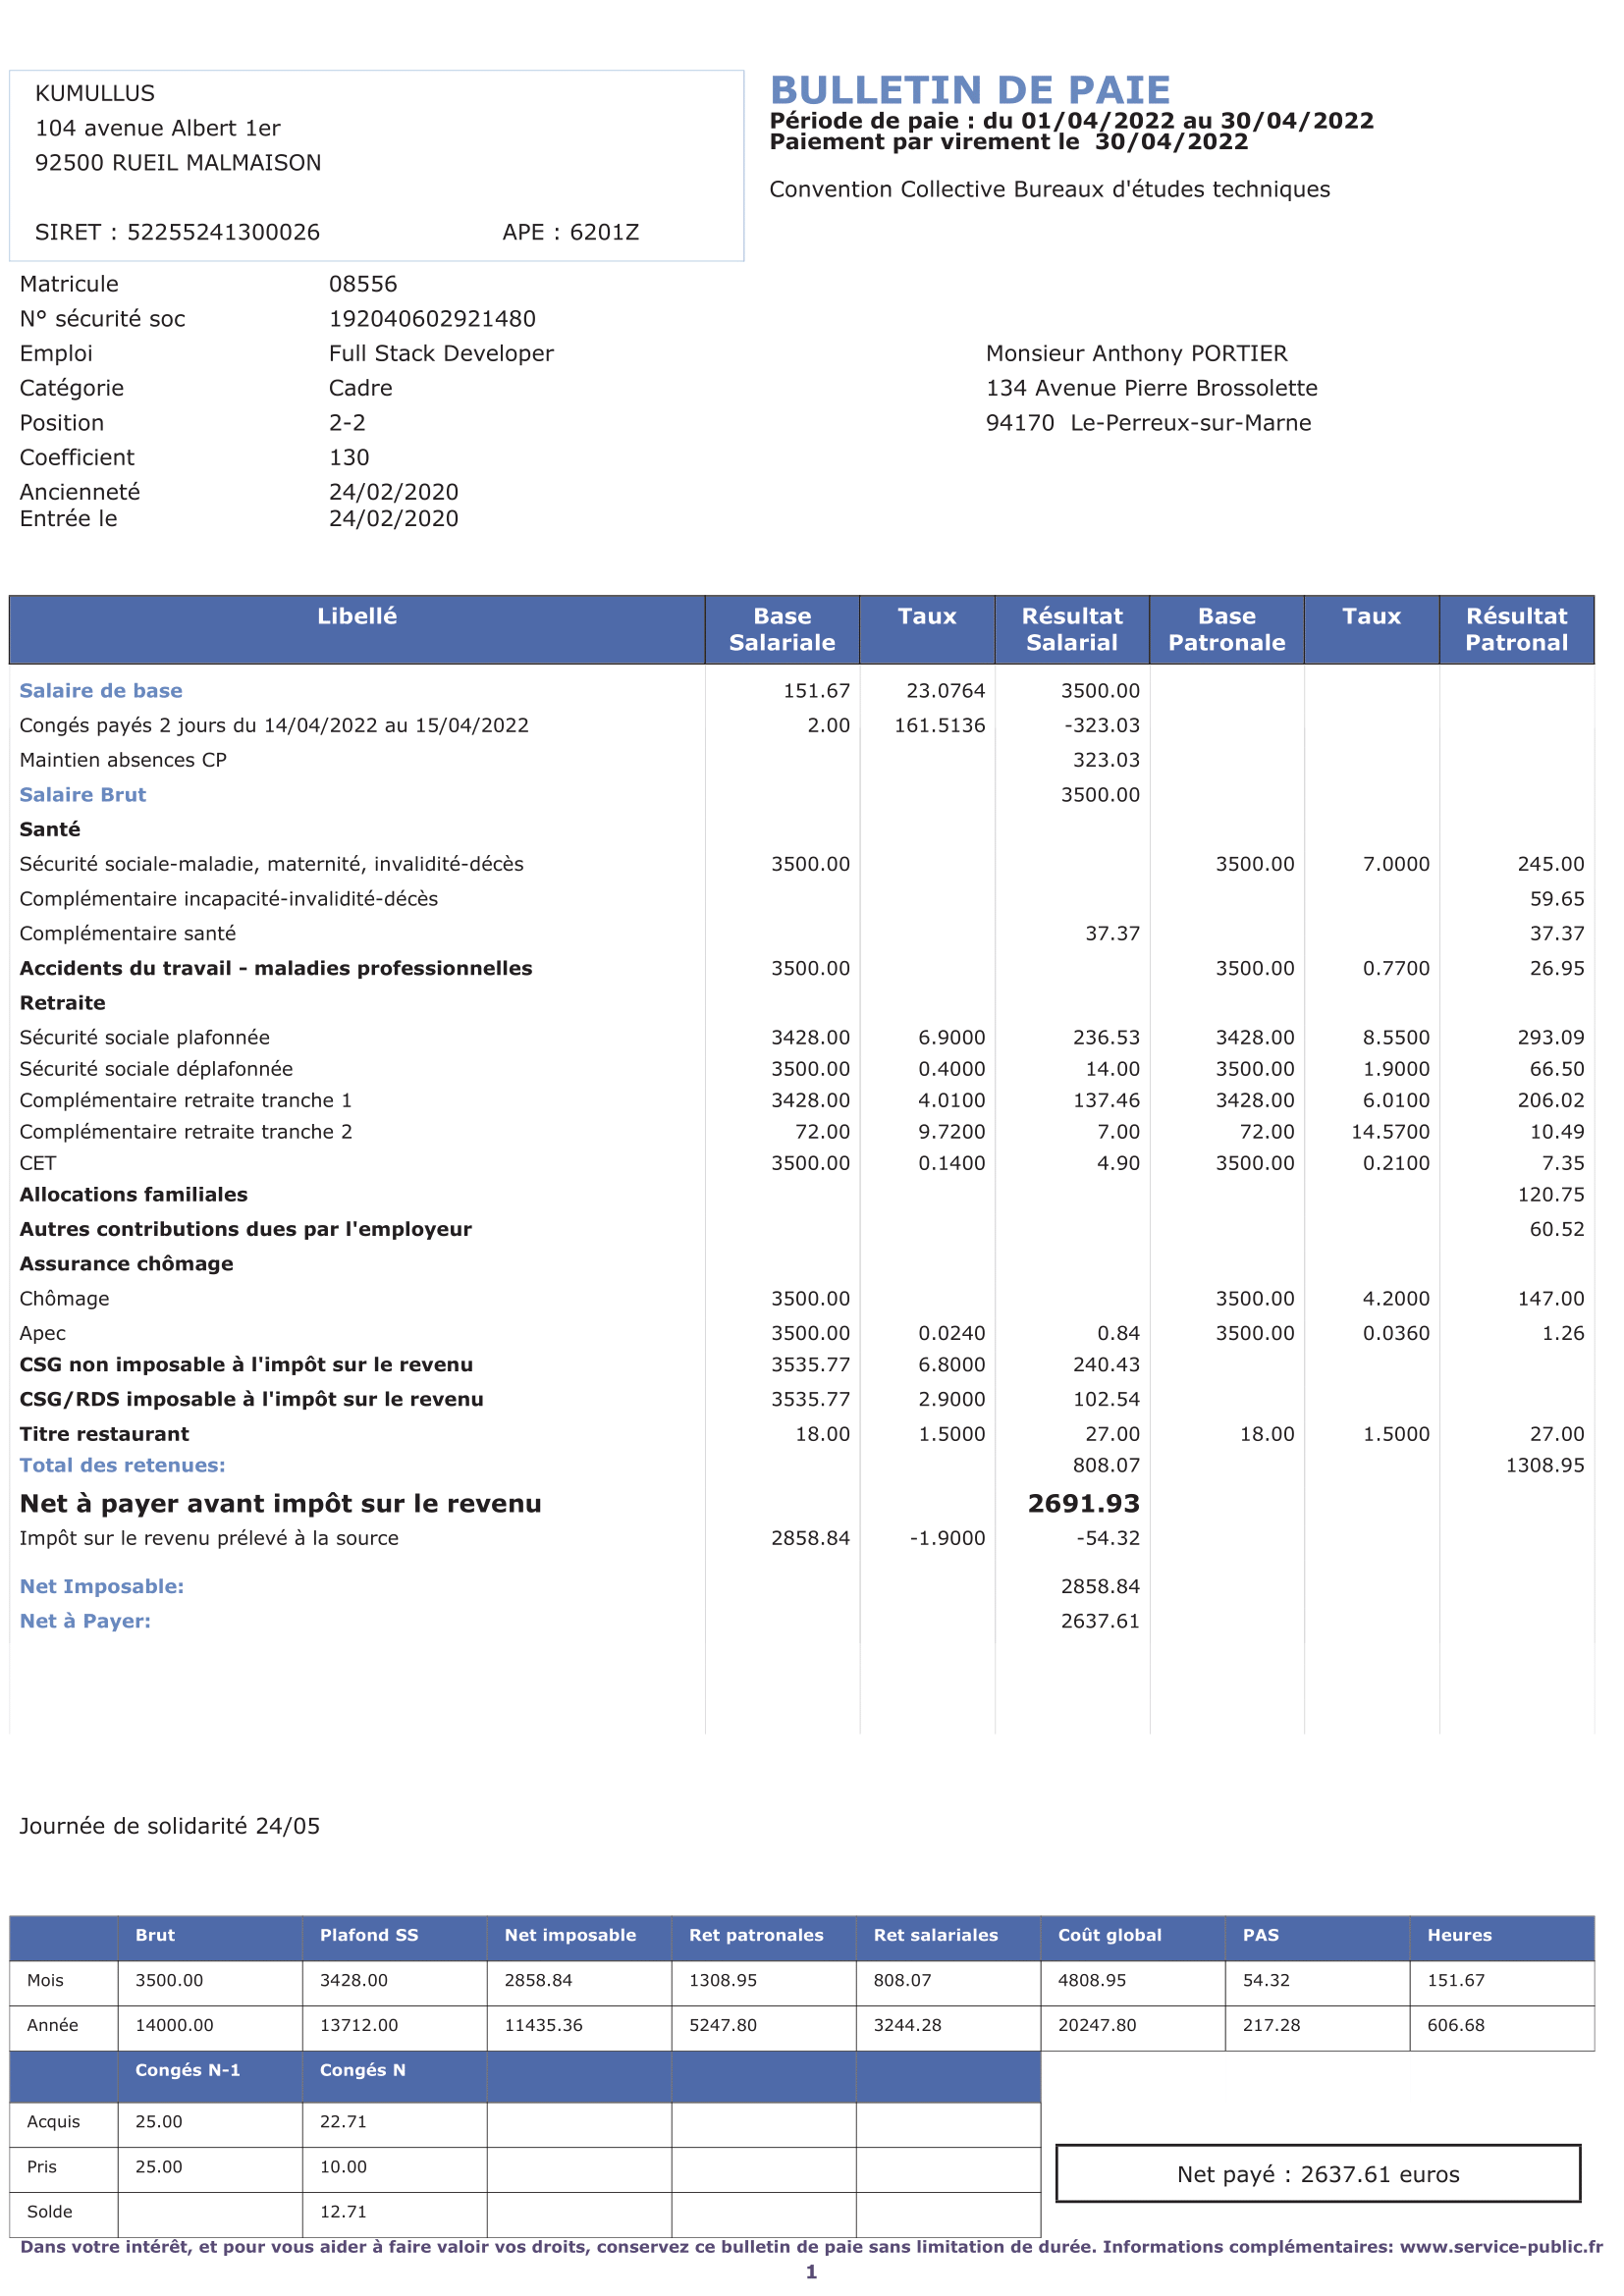 KUMULLUS
104 avenue Albert 1er
92500 RUEIL MALMAISON
SIRET : 52255241300026 APE : 6201Z
BULLETIN DE PAIE
Période de paie : du 01/04/2022 au 30/04/2022
Paiement par virement le 30/04/2022
Convention Collective Bureaux d'études techniques
Matricule 08556
N° sécurité soc 192040602921480
Emploi Full Stack Developer
Catégorie Cadre
Position 2-2
Coefficient 130
Ancienneté 24/02/2020
Entrée le 24/02/2020
Monsieur Anthony PORTIER
134 Avenue Pierre Brossolette
94170 Le-Perreux-sur-Marne
Libellé Base Salariale Taux Résultat Salarial Base Patronale Taux Résultat Patronal
Salaire de base 151.67 23.0764 3500.00
Congés payés 2 jours du 14/04/2022 au 15/04/2022 2.00 161.5136 -323.03
Maintien absences CP 323.03
Salaire Brut 3500.00
Santé
Sécurité sociale-maladie, maternité, invalidité-décès 3500.00 3500.00 7.0000 245.00
Complémentaire incapacité-invalidité-décès 59.65
Complémentaire santé 37.37 37.37
Accidents du travail - maladies professionnelles 3500.00 3500.00 0.7700 26.95
Retraite
Sécurité sociale plafonnée 3428.00 6.9000 236.53 3428.00 8.5500 293.09
Sécurité sociale déplafonnée 3500.00 0.4000 14.00 3500.00 1.9000 66.50
Complémentaire retraite tranche 1 3428.00 4.0100 137.46 3428.00 6.0100 206.02
Complémentaire retraite tranche 2 72.00 9.7200 7.00 72.00 14.5700 10.49
CET 3500.00 0.1400 4.90 3500.00 0.2100 7.35
Allocations familiales 120.75
Autres contributions dues par l'employeur 60.52
Assurance chômage
Chômage 3500.00 3500.00 4.2000 147.00
Apec 3500.00 0.0240 0.84 3500.00 0.0360 1.26
CSG non imposable à l'impôt sur le revenu 3535.77 6.8000 240.43
CSG/RDS imposable à l'impôt sur le revenu 3535.77 2.9000 102.54
Titre restaurant 18.00 1.5000 27.00 18.00 1.5000 27.00
Total des retenues: 808.07 1308.95
Net à payer avant impôt sur le revenu 2691.93
Impôt sur le revenu prélevé à la source 2858.84 -1.9000 -54.32
Net Imposable: 2858.84
Net à Payer: 2637.61
Journée de solidarité 24/05
Brut Plafond SS Net imposable Ret patronales Ret salariales Coût global PAS Heures
Mois 3500.00 3428.00 2858.84 1308.95 808.07 4808.95 54.32 151.67
Année 14000.00 13712.00 11435.36 5247.80 3244.28 20247.80 217.28 606.68
Congés N-1 Congés N
Acquis 25.00 22.71
Pris 25.00 10.00
Solde 12.71
Net payé : 2637.61 euros
Dans votre intérêt, et pour vous aider à faire valoir vos droits, conservez ce bulletin de paie sans limitation de durée. Informations complémentaires: www.service-public.fr
1